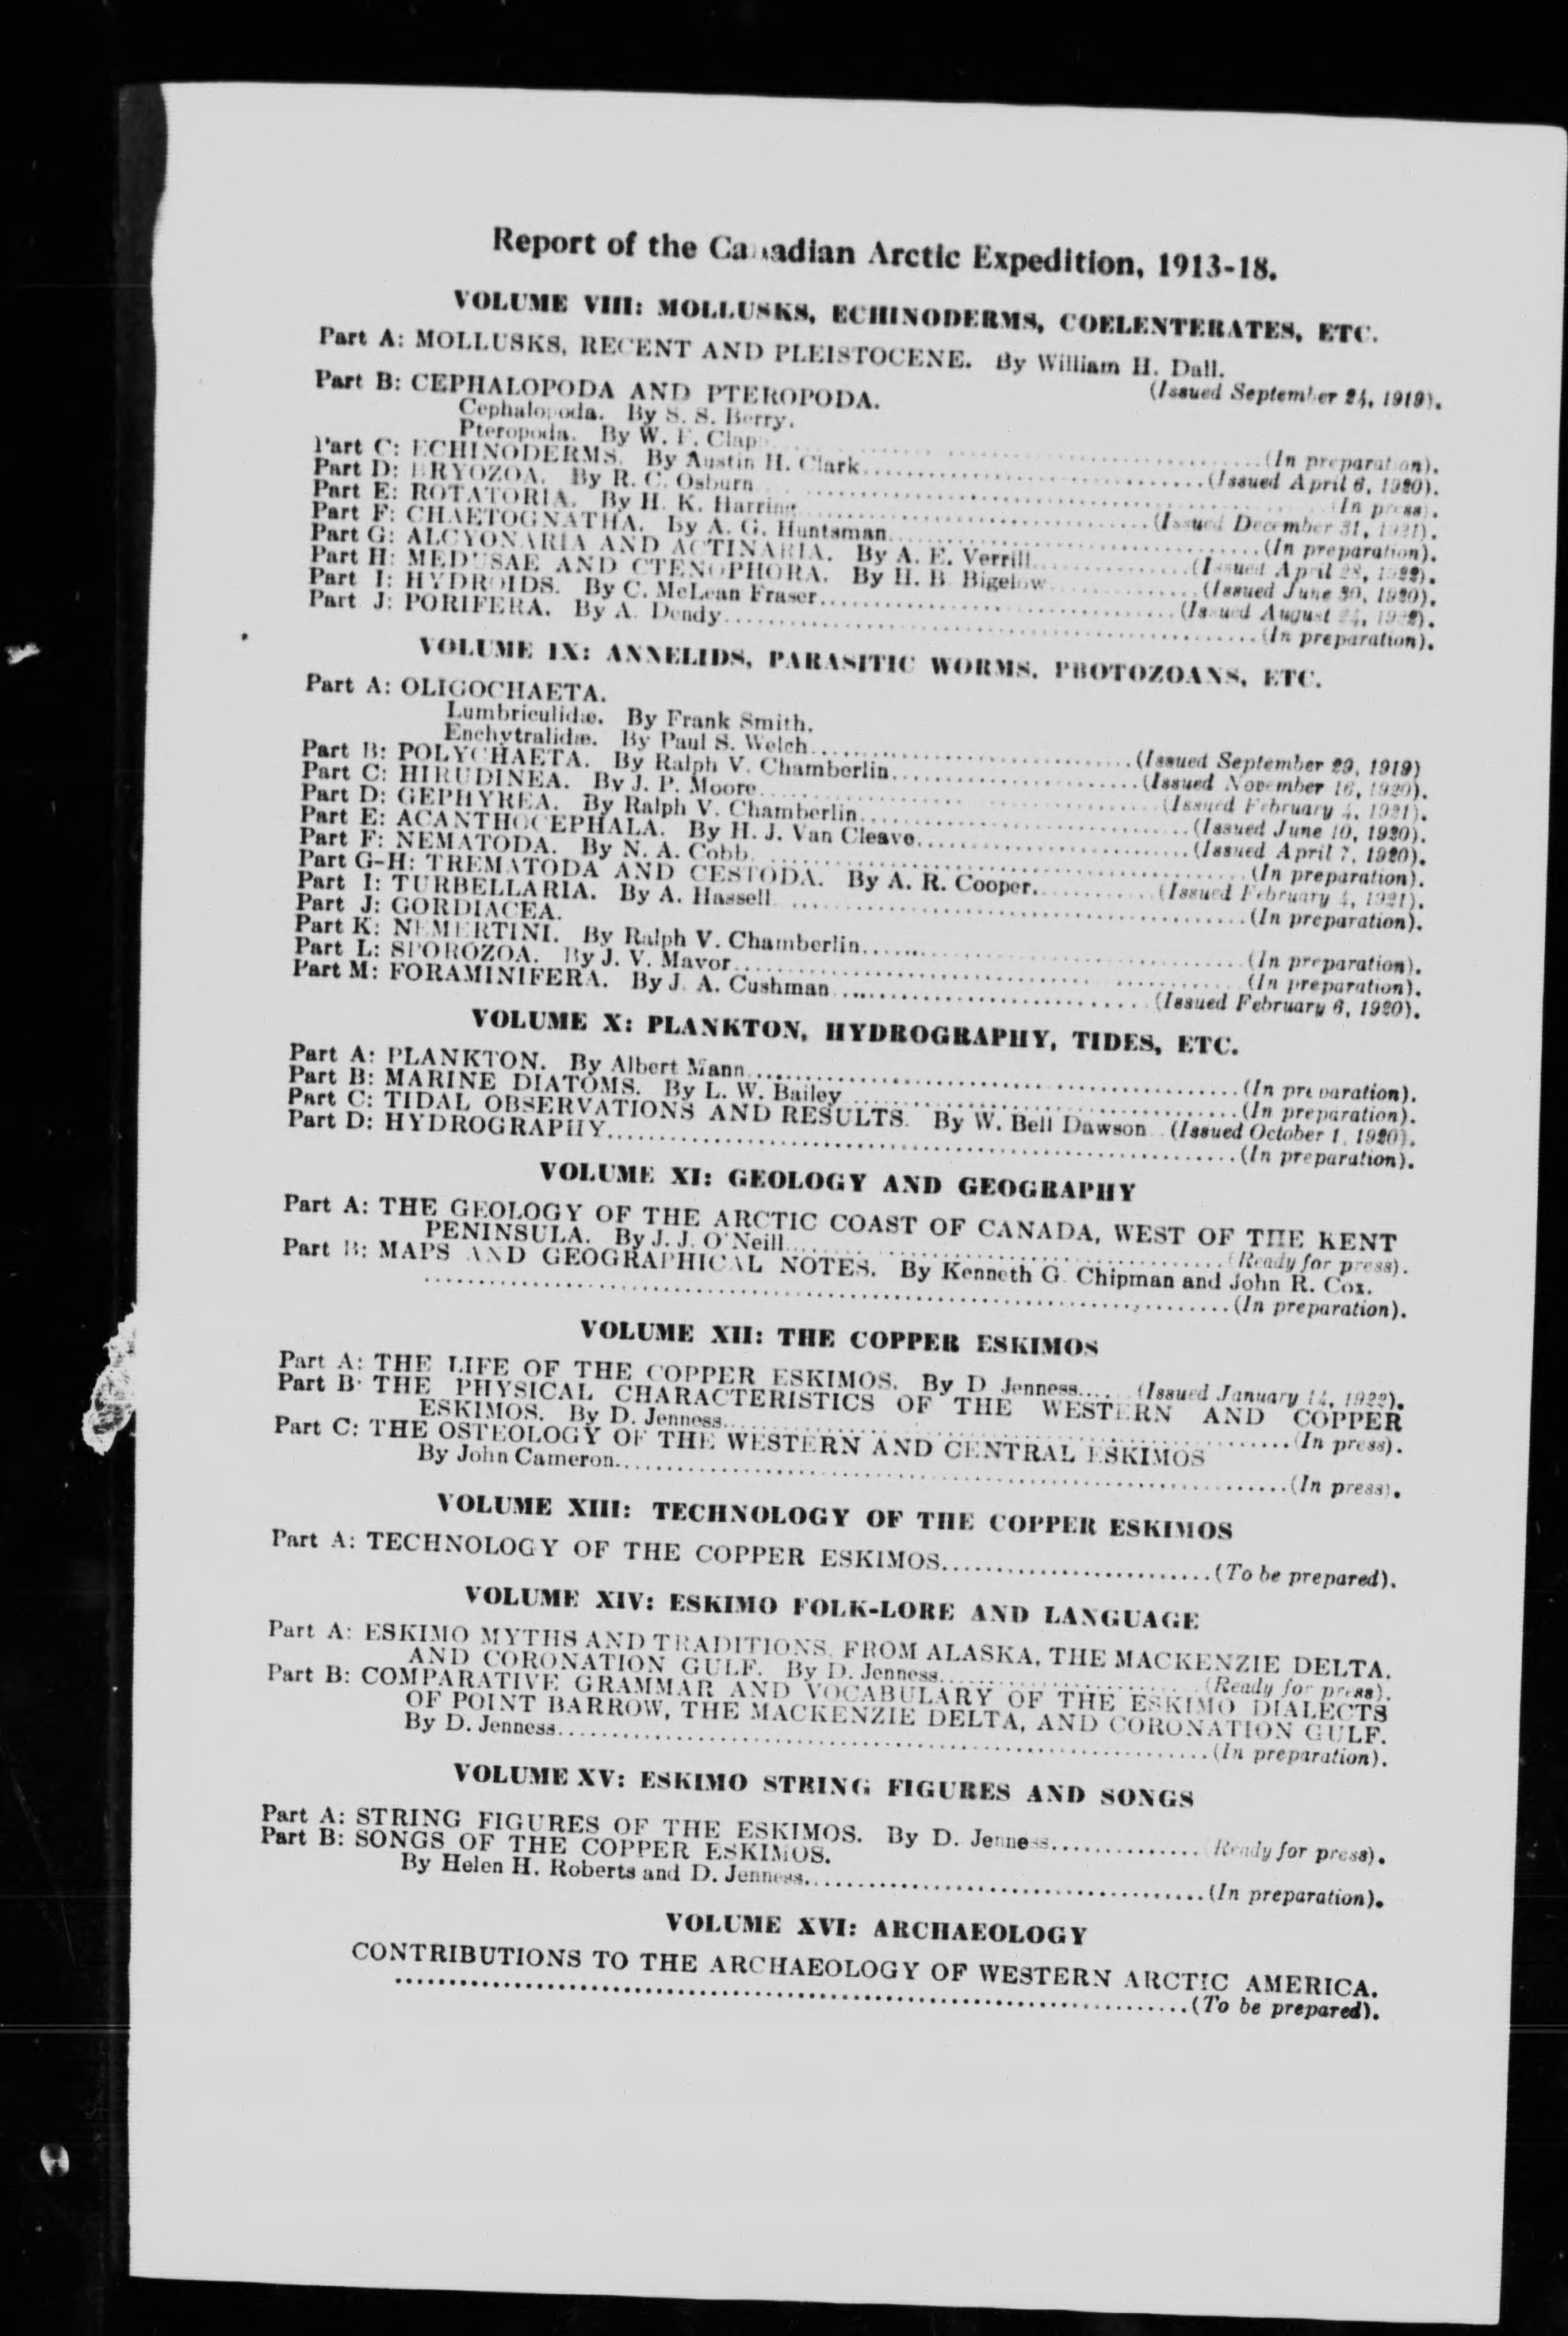 Report of the Canadian Arctic Expedition, 1913-18.
VOLUME VIII: MOLLUSKS, ECHINODERMS, COELENTERATES, ETC.
Part A: MOLLUSKS, RECENT AND PLEISTOCENE. By William H. Dall.
(Issued September 24, 1919).
Part B: CEPHALOPODA AND PTEROPODA.
Cephalopoda. By S. S. Berry.
Pteropoda. By W. F. Clapp (In preparation).
Part C: ECHINODERMS. By Austin H. Clark (Issued April 6, 1920).
Part D: BRYOZOA. By R. C. Osburn (In press).
Part E: ROTATORIA. By H. K. Harring (Issued December 31, 1921).
Part F: CHAETOGNATHA. By A. G. Huntsman (In preparation).
Part G: ALCYONARIA AND ACTINARIA. By A. E. Verrill (Issued April 28, 1922).
Part H: MEDUSAE AND CTENOPHORA. By H. B. Bigelow (Issued June 30, 1920).
Part I: HYDROIDS. By C. McLean Fraser (Issued August 24, 1922).
Part J: PORIFERA. By A. Dendy (In preparation).
VOLUME IX: ANNELIDS, PARASITIC WORMS, PROTOZOANS, ETC.
Part A: OLIGOCHAETA.
Lumbriculidæ. By Frank Smith.
Enchytralidæ. By Paul S. Welch (Issued September 29, 1919)
Part B: POLYCHAETA. By Ralph V. Chamberlin (Issued November 16, 1920).
Part C: HIRUDINEA. By J. P. Moore (Issued February 4, 1921).
Part D: GEPHYREA. By Ralph V. Chamberlin (Issued June 10, 1920).
Part E: ACANTHOCEPHALA. By H. J. Van Cleave (Issued April 7, 1920).
Part F: NEMATODA. By N. A. Cobb (In preparation).
Part G-H: TREMATODA AND CESTODA. By A. R. Cooper (Issued February 4, 1921).
Part I: TURBELLARIA. By A. Hassell (In preparation).
Part J: GORDIACEA.
Part K: NEMERTINI. By Ralph V. Chamberlin (In preparation).
Part L: SPOROZOA. By J. V. Mavor (In preparation).
Part M: FORAMINIFERA. By J. A. Cushman (Issued February 6, 1920).
VOLUME X: PLANKTON, HYDROGRAPHY, TIDES, ETC.
Part A: PLANKTON. By Albert Mann (In preparation).
Part B: MARINE DIATOMS. By L. W. Bailey (In preparation).
Part C: TIDAL OBSERVATIONS AND RESULTS. By W. Bell Dawson (Issued October 1, 1920).
Part D: HYDROGRAPHY (In preparation).
VOLUME XI: GEOLOGY AND GEOGRAPHY
Part A: THE GEOLOGY OF THE ARCTIC COAST OF CANADA, WEST OF THE KENT
PENINSULA. By J. J. O'Neill (Ready for press).
Part B: MAPS AND GEOGRAPHICAL NOTES. By Kenneth G. Chipman and John R. Cox.
(In preparation).
VOLUME XII: THE COPPER ESKIMOS
Part A: THE LIFE OF THE COPPER ESKIMOS. By D Jenness (Issued January 14, 1922).
Part B: THE PHYSICAL CHARACTERISTICS OF THE WESTERN AND COPPER
ESKIMOS. By D. Jenness (In press).
Part C: THE OSTEOLOGY OF THE WESTERN AND CENTRAL ESKIMOS
By John Cameron (In press).
VOLUME XIII: TECHNOLOGY OF THE COPPER ESKIMOS
Part A: TECHNOLOGY OF THE COPPER ESKIMOS (To be prepared).
VOLUME XIV: ESKIMO FOLK-LORE AND LANGUAGE
Part A: ESKIMO MYTHS AND TRADITIONS FROM ALASKA, THE MACKENZIE DELTA,
AND CORONATION GULF. By D. Jenness (Ready for press).
Part B: COMPARATIVE GRAMMAR AND VOCABULARY OF THE ESKIMO DIALECTS
OF POINT BARROW, THE MACKENZIE DELTA, AND CORONATION GULF.
By D. Jenness (In preparation).
VOLUME XV: ESKIMO STRING FIGURES AND SONGS
Part A: STRING FIGURES OF THE ESKIMOS. By D. Jenness (Ready for press).
Part B: SONGS OF THE COPPER ESKIMOS.
By Helen H. Roberts and D. Jenness (In preparation).
VOLUME XVI: ARCHAEOLOGY
CONTRIBUTIONS TO THE ARCHAEOLOGY OF WESTERN ARCTIC AMERICA.
(To be prepared).